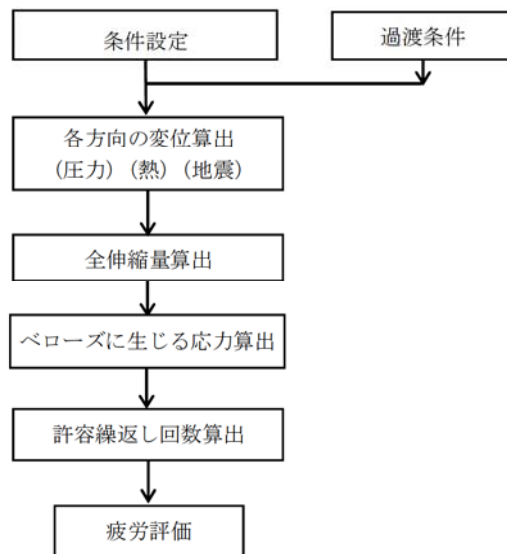 条件設定
過渡条件
各方向の変位算出
(圧力) (熱) (地震)
全伸縮量算出
ベローズに生じる応力算出
許容繰返し回数算出
疲労評価